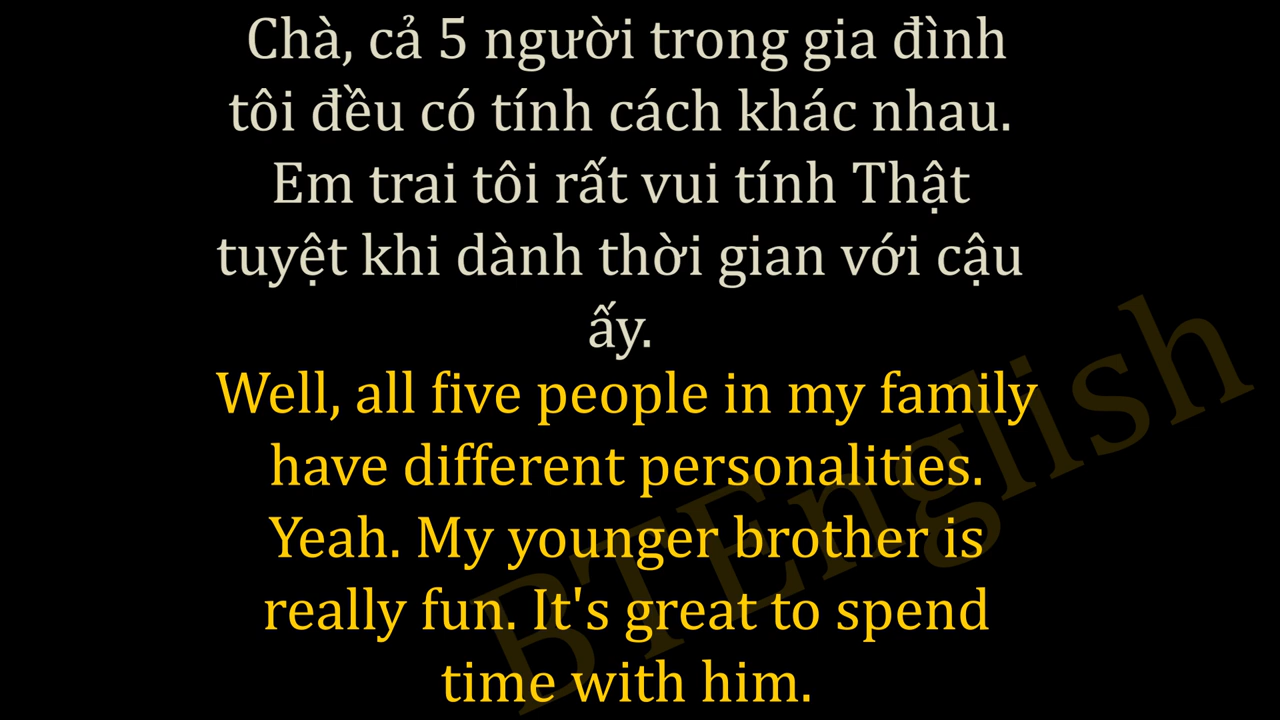 Chà, cả 5 người trong gia đình
tôi đều có tính cách khác nhau.
Em trai tôi rất vui tính Thật
tuyệt khi dành thời gian với cậu
ấy.
Well, all five people in my family
have different personalities.
Yeah. My younger brother is
really fun. It's great to spend
time with him.
BTEnglish